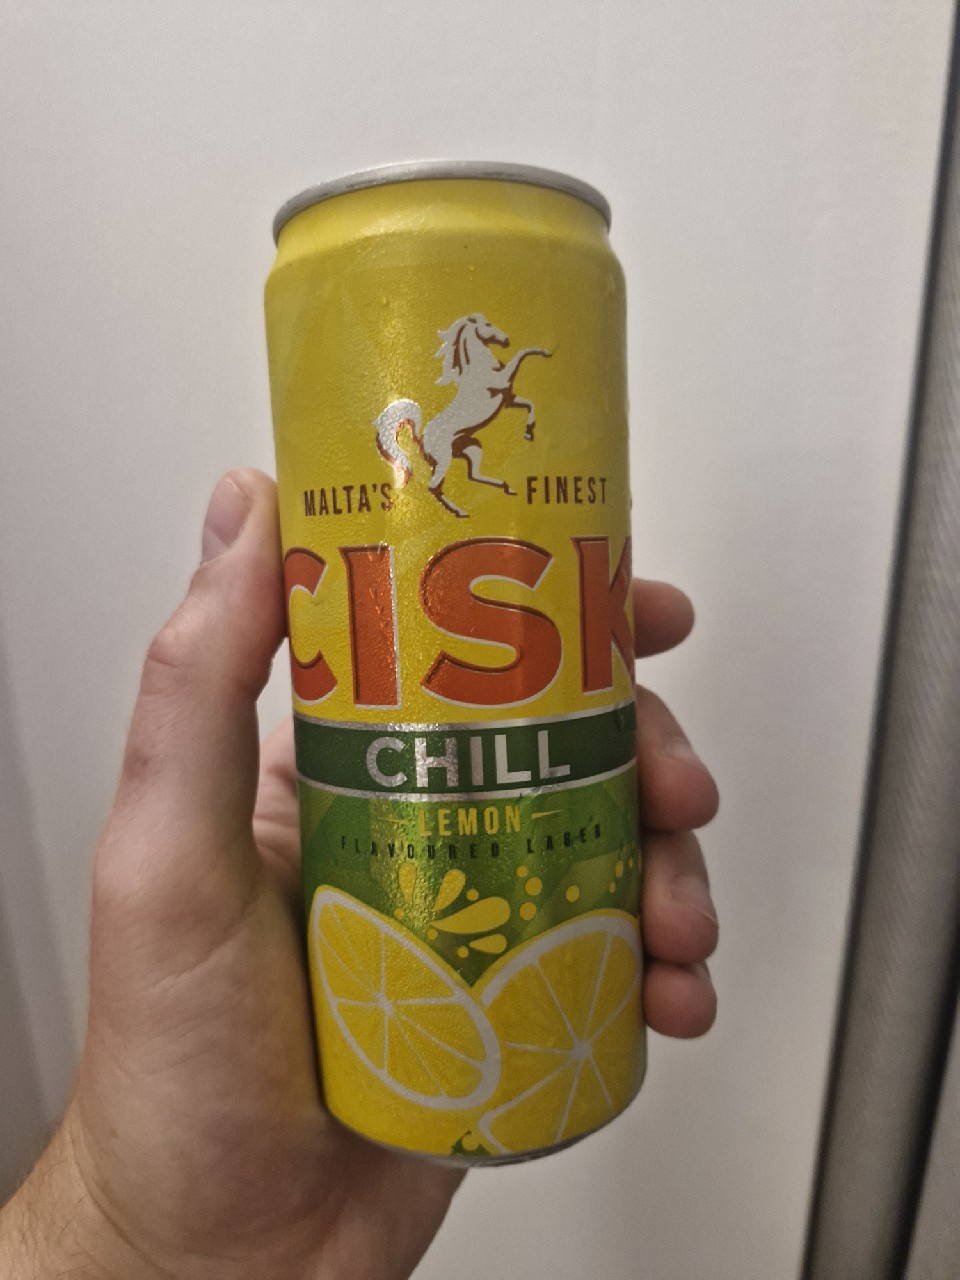 MALTA'S FINEST
CISK
CHILL
LEMON
FLAVOURED LAGER